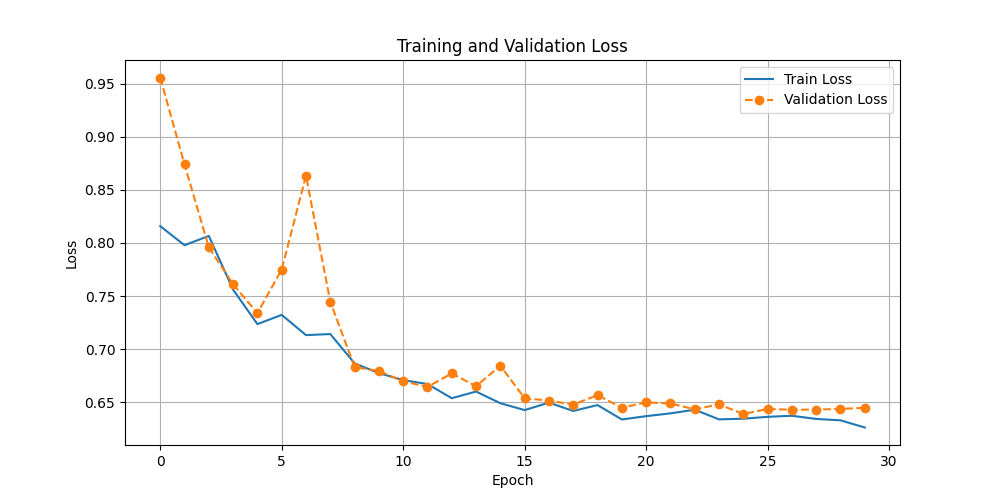 Training and Validation Loss
Train Loss
Validation Loss
0.95
0.90
0.85
0.80
0.75
0.70
0.65
Loss
0 5 10 15 20 25 30
Epoch